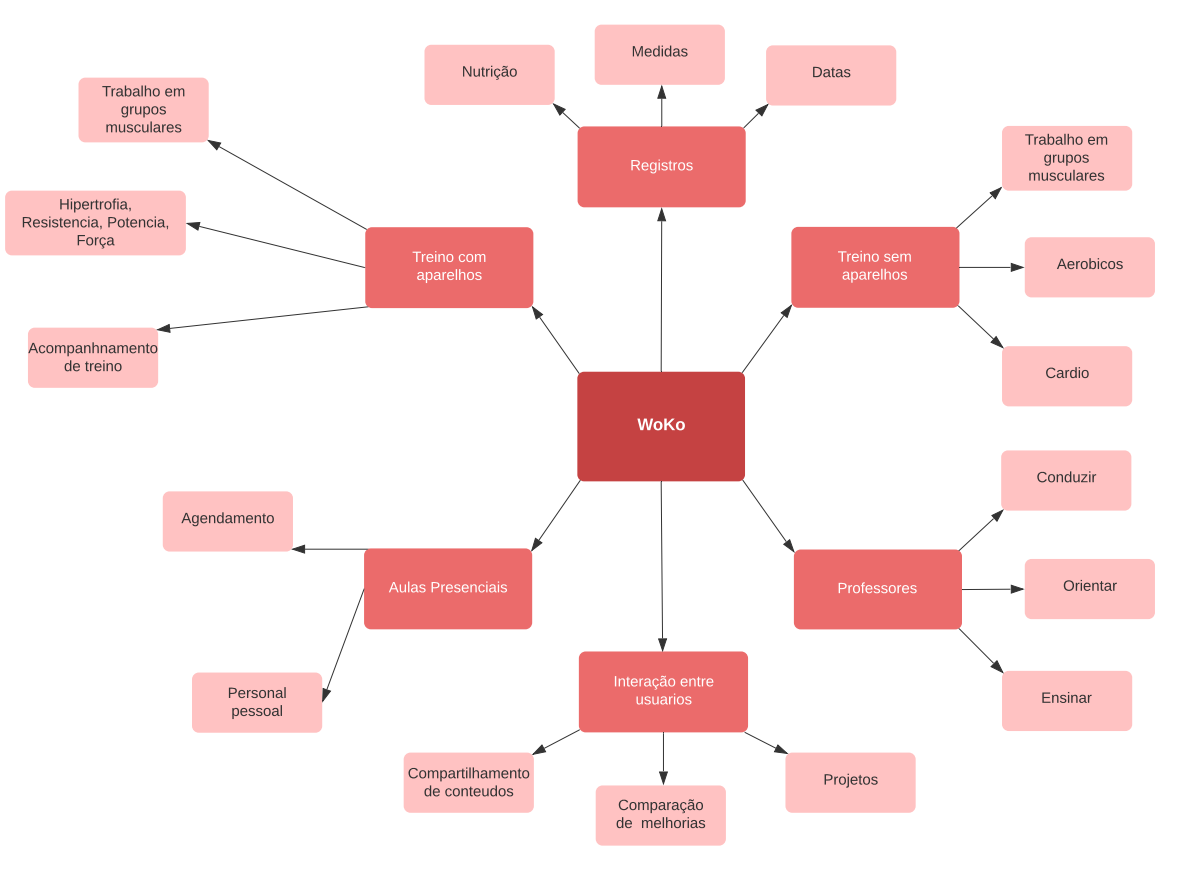 Medidas
Nutrição
Datas
Trabalho em
grupos
musculares
Registros
Trabalho em
grupos
musculares
Hipertrofia,
Resistencia, Potencia,
Força
Treino com
aparelhos
Treino sem
aparelhos
Aerobicos
Acompanhnamento
de treino
Cardio
WoKo
Conduzir
Agendamento
Aulas Presenciais
Professores
Orientar
Personal
pessoal
Interação entre
usuarios
Ensinar
Compartilhamento
de conteudos
Projetos
Comparação
de  melhorias